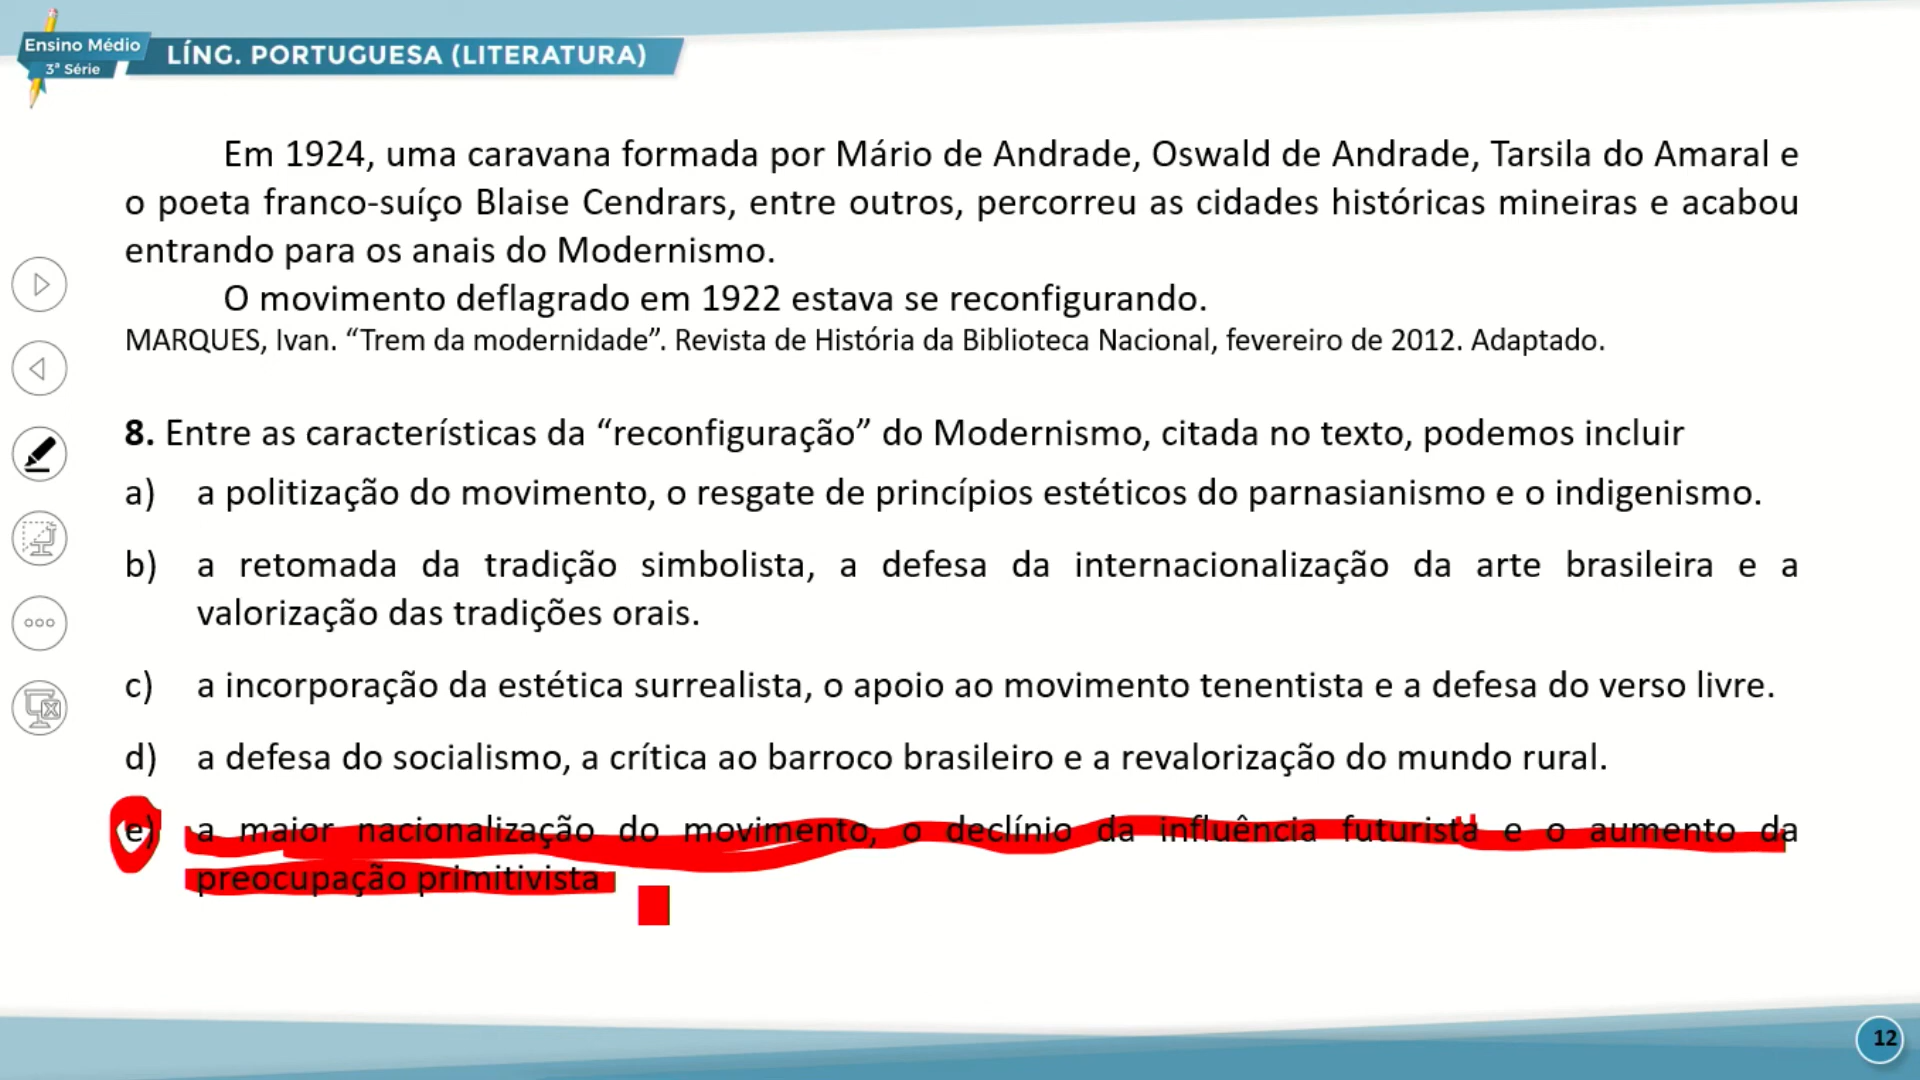 Ensino Médio
3ª Série
LÍNG. PORTUGUESA (LITERATURA)
Em 1924, uma caravana formada por Mário de Andrade, Oswald de Andrade, Tarsila do Amaral e
o poeta franco-suíço Blaise Cendrars, entre outros, percorreu as cidades históricas mineiras e acabou
entrando para os anais do Modernismo.
O movimento deflagrado em 1922 estava se reconfigurando.
MARQUES, Ivan. “Trem da modernidade”. Revista de História da Biblioteca Nacional, fevereiro de 2012. Adaptado.
8. Entre as características da “reconfiguração” do Modernismo, citada no texto, podemos incluir
a) a politização do movimento, o resgate de princípios estéticos do parnasianismo e o indigenismo.
b) a retomada da tradição simbolista, a defesa da internacionalização da arte brasileira e a
valorização das tradições orais.
c) a incorporação da estética surrealista, o apoio ao movimento tenentista e a defesa do verso livre.
d) a defesa do socialismo, a crítica ao barroco brasileiro e a revalorização do mundo rural.
e) a maior nacionalização do movimento, o declínio da influência futurista e o aumento da
preocupação primitivista
12